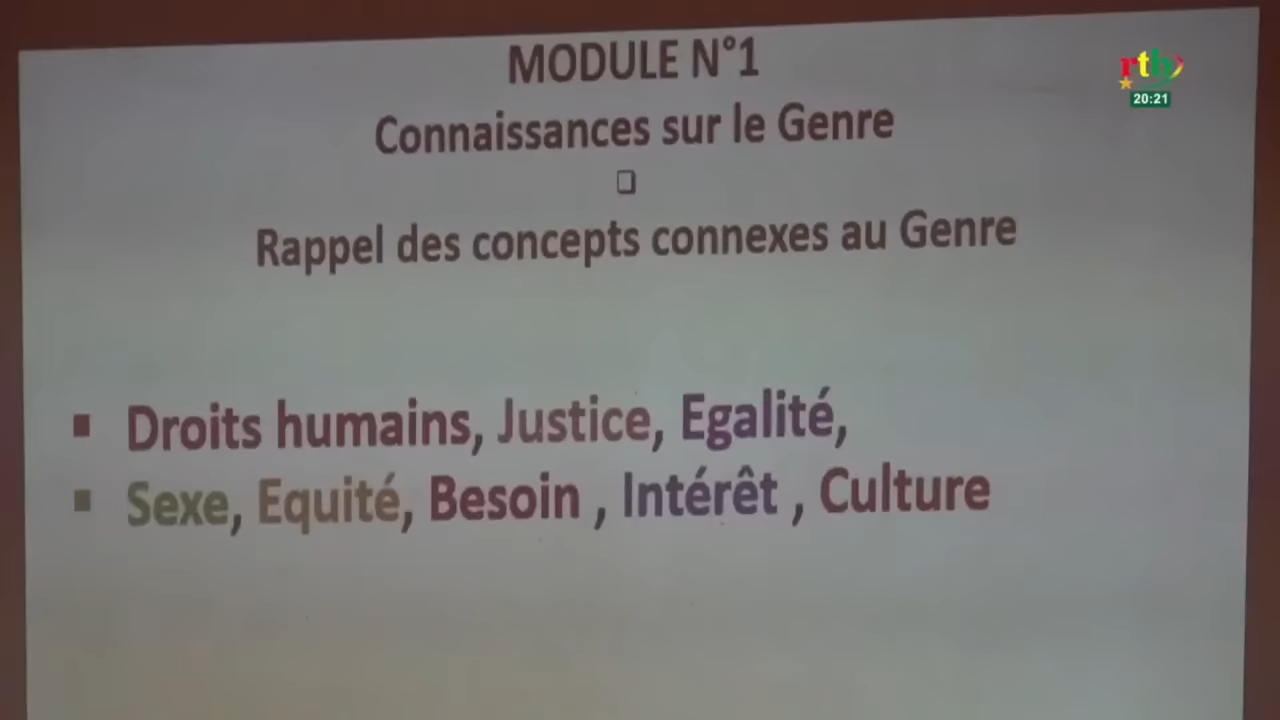 MODULE N°1
Connaissances sur le Genre
Rappel des concepts connexes au Genre
Droits humains, Justice, Egalité,
Sexe, Equité, Besoin , Intérêt , Culture
rtb
20:21